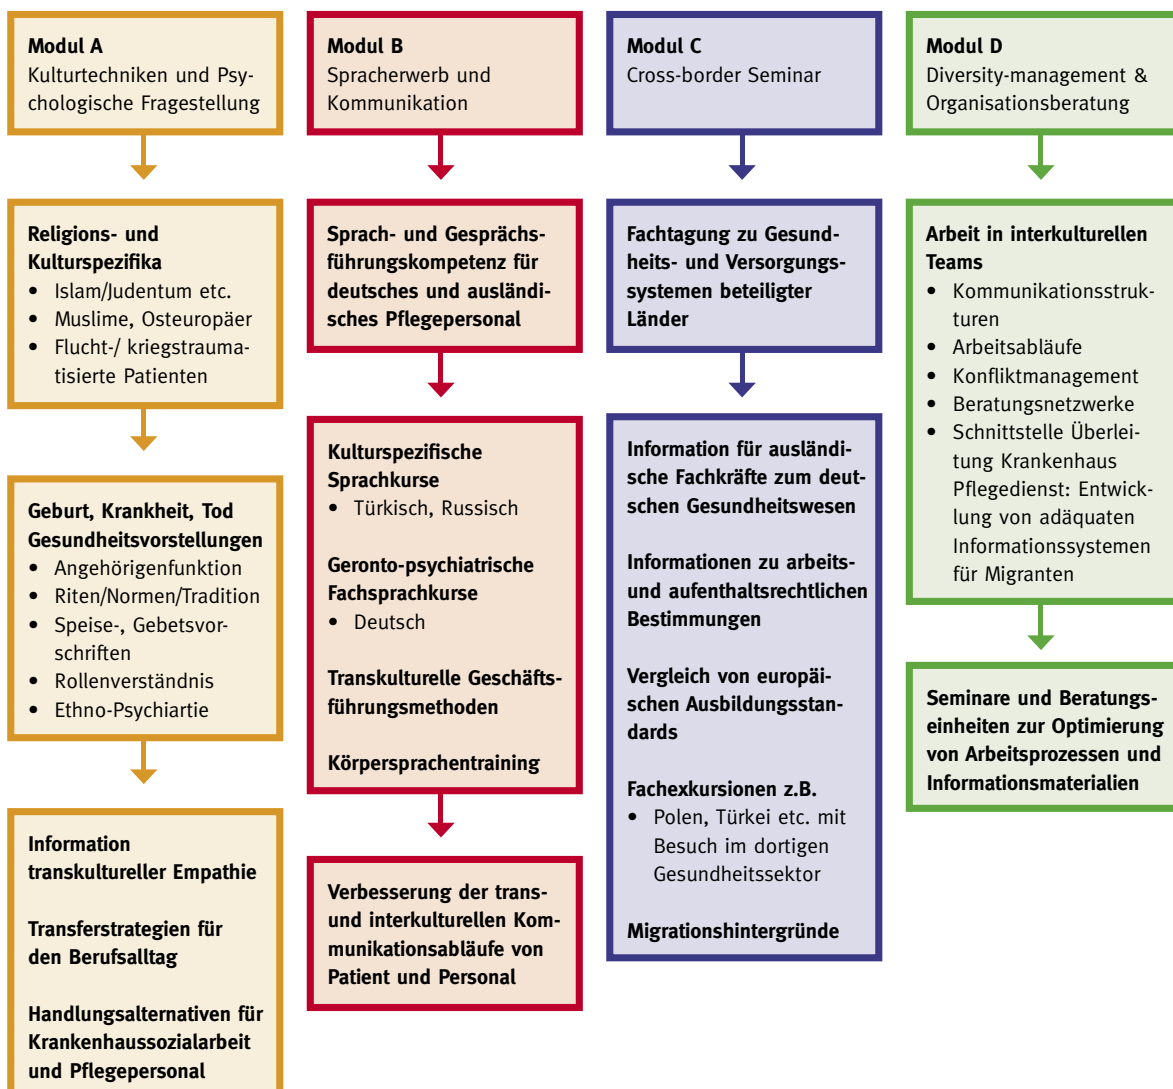 Modul A
Kulturtechniken und Psy-
chologische Fragestellung
Religions- und
Kulturspezifika
• Islam/Judentum etc.
• Muslime, Osteuropäer
• Flucht-/ kriegstrauma-
tisierte Patienten
Geburt, Krankheit, Tod
Gesundheitsvorstellungen
• Angehörigenfunktion
• Riten/Normen/Tradition
• Speise-, Gebetsvor-
schriften
• Rollenverständnis
• Ethno-Psychiartie
Information
transkultureller Empathie
Transferstrategien für
den Berufsalltag
Handlungsalternativen für
Krankenhaussozialarbeit
und Pflegepersonal
Modul B
Spracherwerb und
Kommunikation
Sprach- und Gesprächs-
führungskompetenz für
deutsches und ausländi-
sches Pflegepersonal
Kulturspezifische
Sprachkurse
• Türkisch, Russisch
Geronto-psychiatrische
Fachsprachkurse
• Deutsch
Transkulturelle Geschäfts-
führungsmethoden
Körpersprachentraining
Verbesserung der trans-
und interkulturellen Kom-
munikationsabläufe von
Patient und Personal
Modul C
Cross-border Seminar
Fachtagung zu Gesund-
heits- und Versorgungs-
systemen beteiligter
Länder
Information für ausländi-
sche Fachkräfte zum deut-
schen Gesundheitswesen
Informationen zu arbeits-
und aufenthaltsrechtlichen
Bestimmungen
Vergleich von europäi-
schen Ausbildungsstan-
dards
Fachexkursionen z.B.
• Polen, Türkei etc. mit
Besuch im dortigen
Gesundheitssektor
Migrationshintergründe
Modul D
Diversity-management &
Organisationsberatung
Arbeit in interkulturellen
Teams
• Kommunikationsstruk-
turen
• Arbeitsabläufe
• Konfliktmanagement
• Beratungsnetzwerke
• Schnittstelle Überlei-
tung Krankenhaus
Pflegedienst: Entwick-
lung von adäquaten
Informationssystemen
für Migranten
Seminare und Beratungs-
einheiten zur Optimierung
von Arbeitsprozessen und
Informationsmaterialien